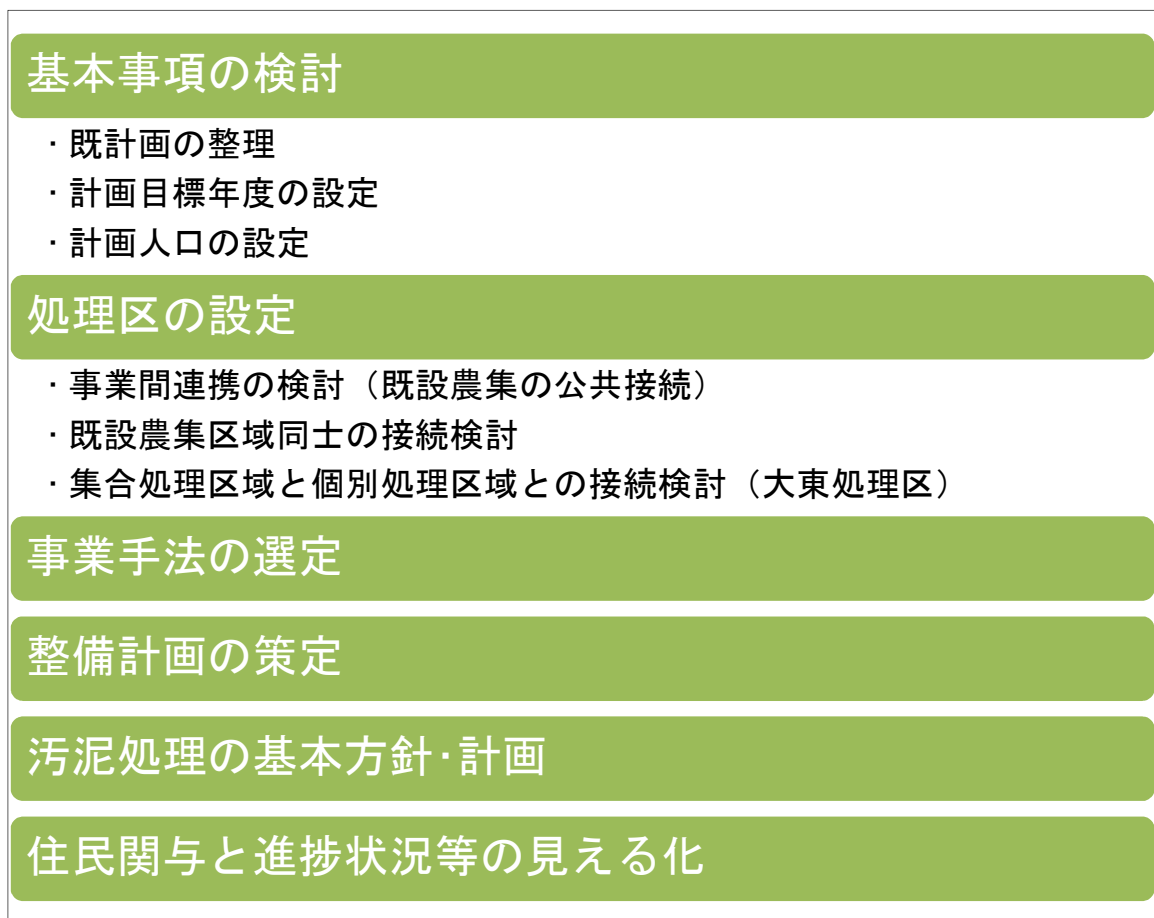 基本事項の検討
・既計画の整理
・計画目標年度の設定
・計画人口の設定
処理区の設定
・事業間連携の検討（既設農集の公共接続）
・既設農集区域同士の接続検討
・集合処理区域と個別処理区域との接続検討（大東処理区）
事業手法の選定
整備計画の策定
汚泥処理の基本方針・計画
住民関与と進捗状況等の見える化